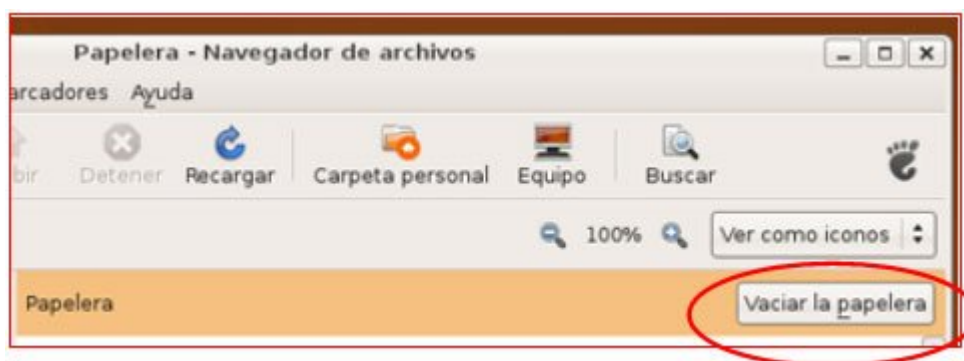 Papelera - Navegador de archivos
arcadores Ayuda
bir Detener Recargar Carpeta personal Equipo Buscar
100% Ver como iconos
Papelera Vaciar la papelera